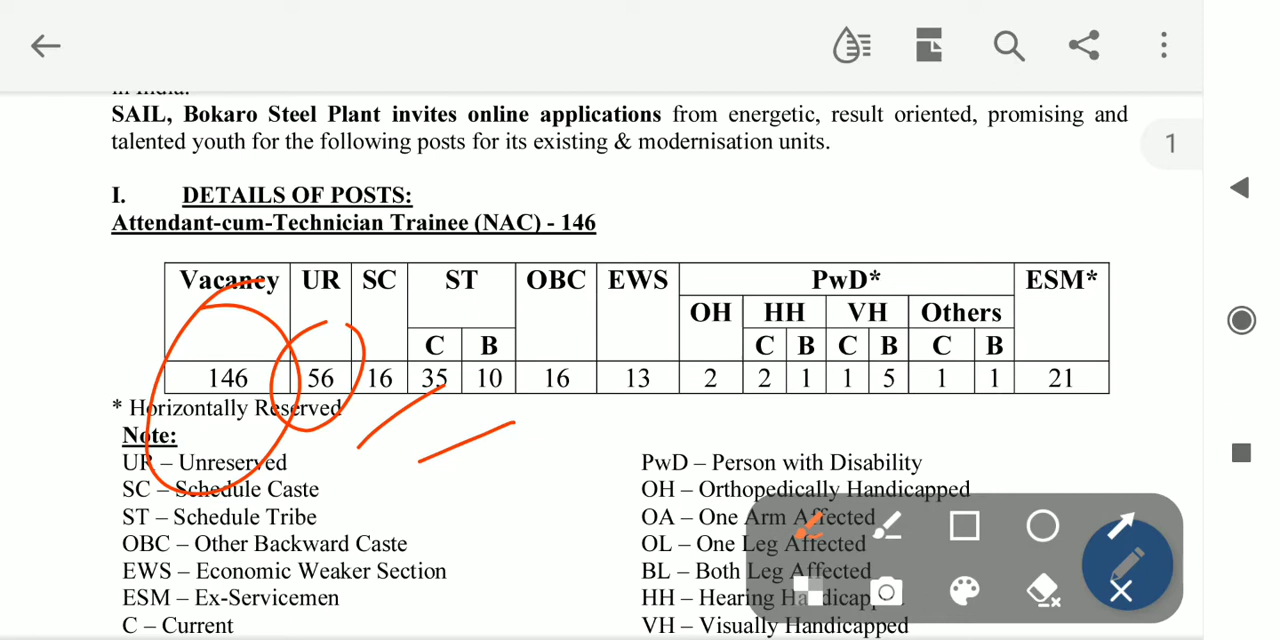 in India.
SAIL, Bokaro Steel Plant invites online applications from energetic, result oriented, promising and
talented youth for the following posts for its existing & modernisation units.
1
I. DETAILS OF POSTS:
Attendant-cum-Technician Trainee (NAC) - 146
Vacancy UR SC ST OBC EWS PwD* ESM*
OH HH VH Others
C B C B C B C B
146 56 16 35 10 16 13 2 2 1 1 5 1 1 21
* Horizontally Reserved
Note:
UR – Unreserved
SC – Schedule Caste
ST – Schedule Tribe
OBC – Other Backward Caste
EWS – Economic Weaker Section
ESM – Ex-Servicemen
C – Current
PwD – Person with Disability
OH – Orthopedically Handicapped
OA – One Arm Affected
OL – One Leg Affected
BL – Both Leg Affected
HH – Hearing Handicapped
VH – Visually Handicapped